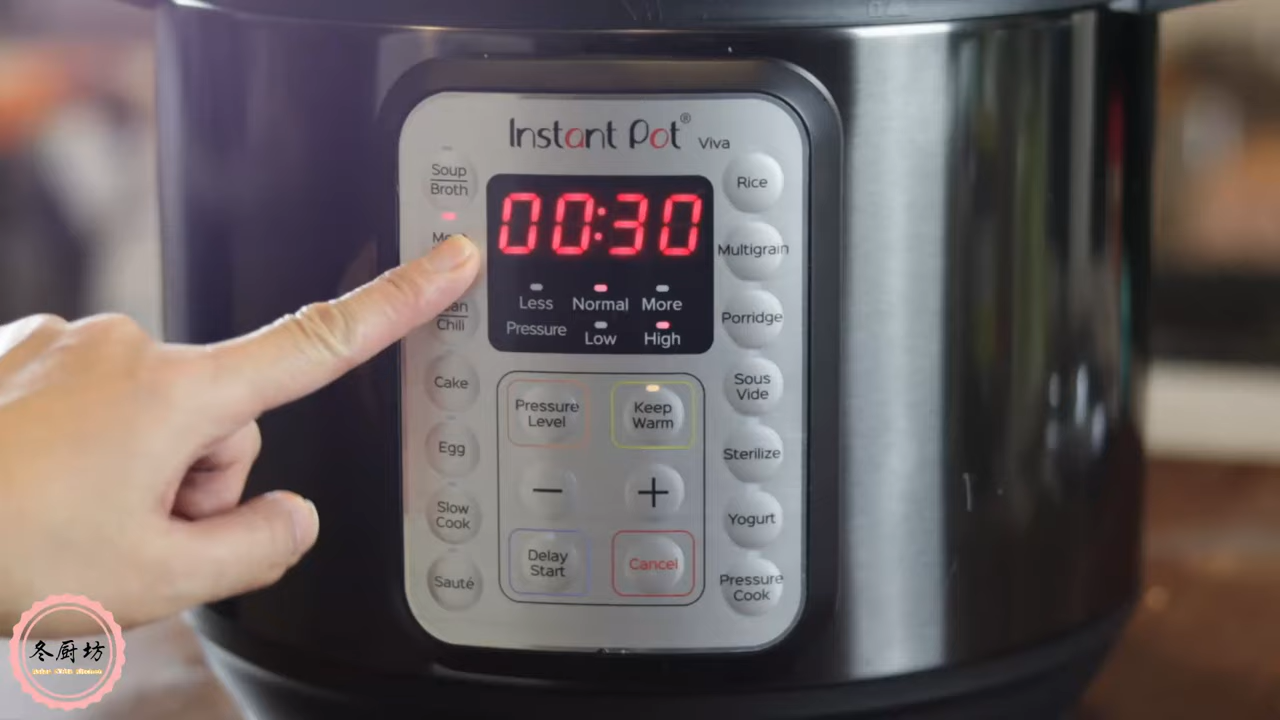 Instant Pot® Viva
Soup
Broth
Rice
00:30
Multigrain
Less Normal More
Pressure Low High
Chili
Porridge
Cake
Pressure
Level
Keep
Warm
Sous
Vide
Egg
Sterilize
−
+
Slow
Cook
Yogurt
Delay
Start
Cancel
Sauté
Pressure
Cook
冬厨坊